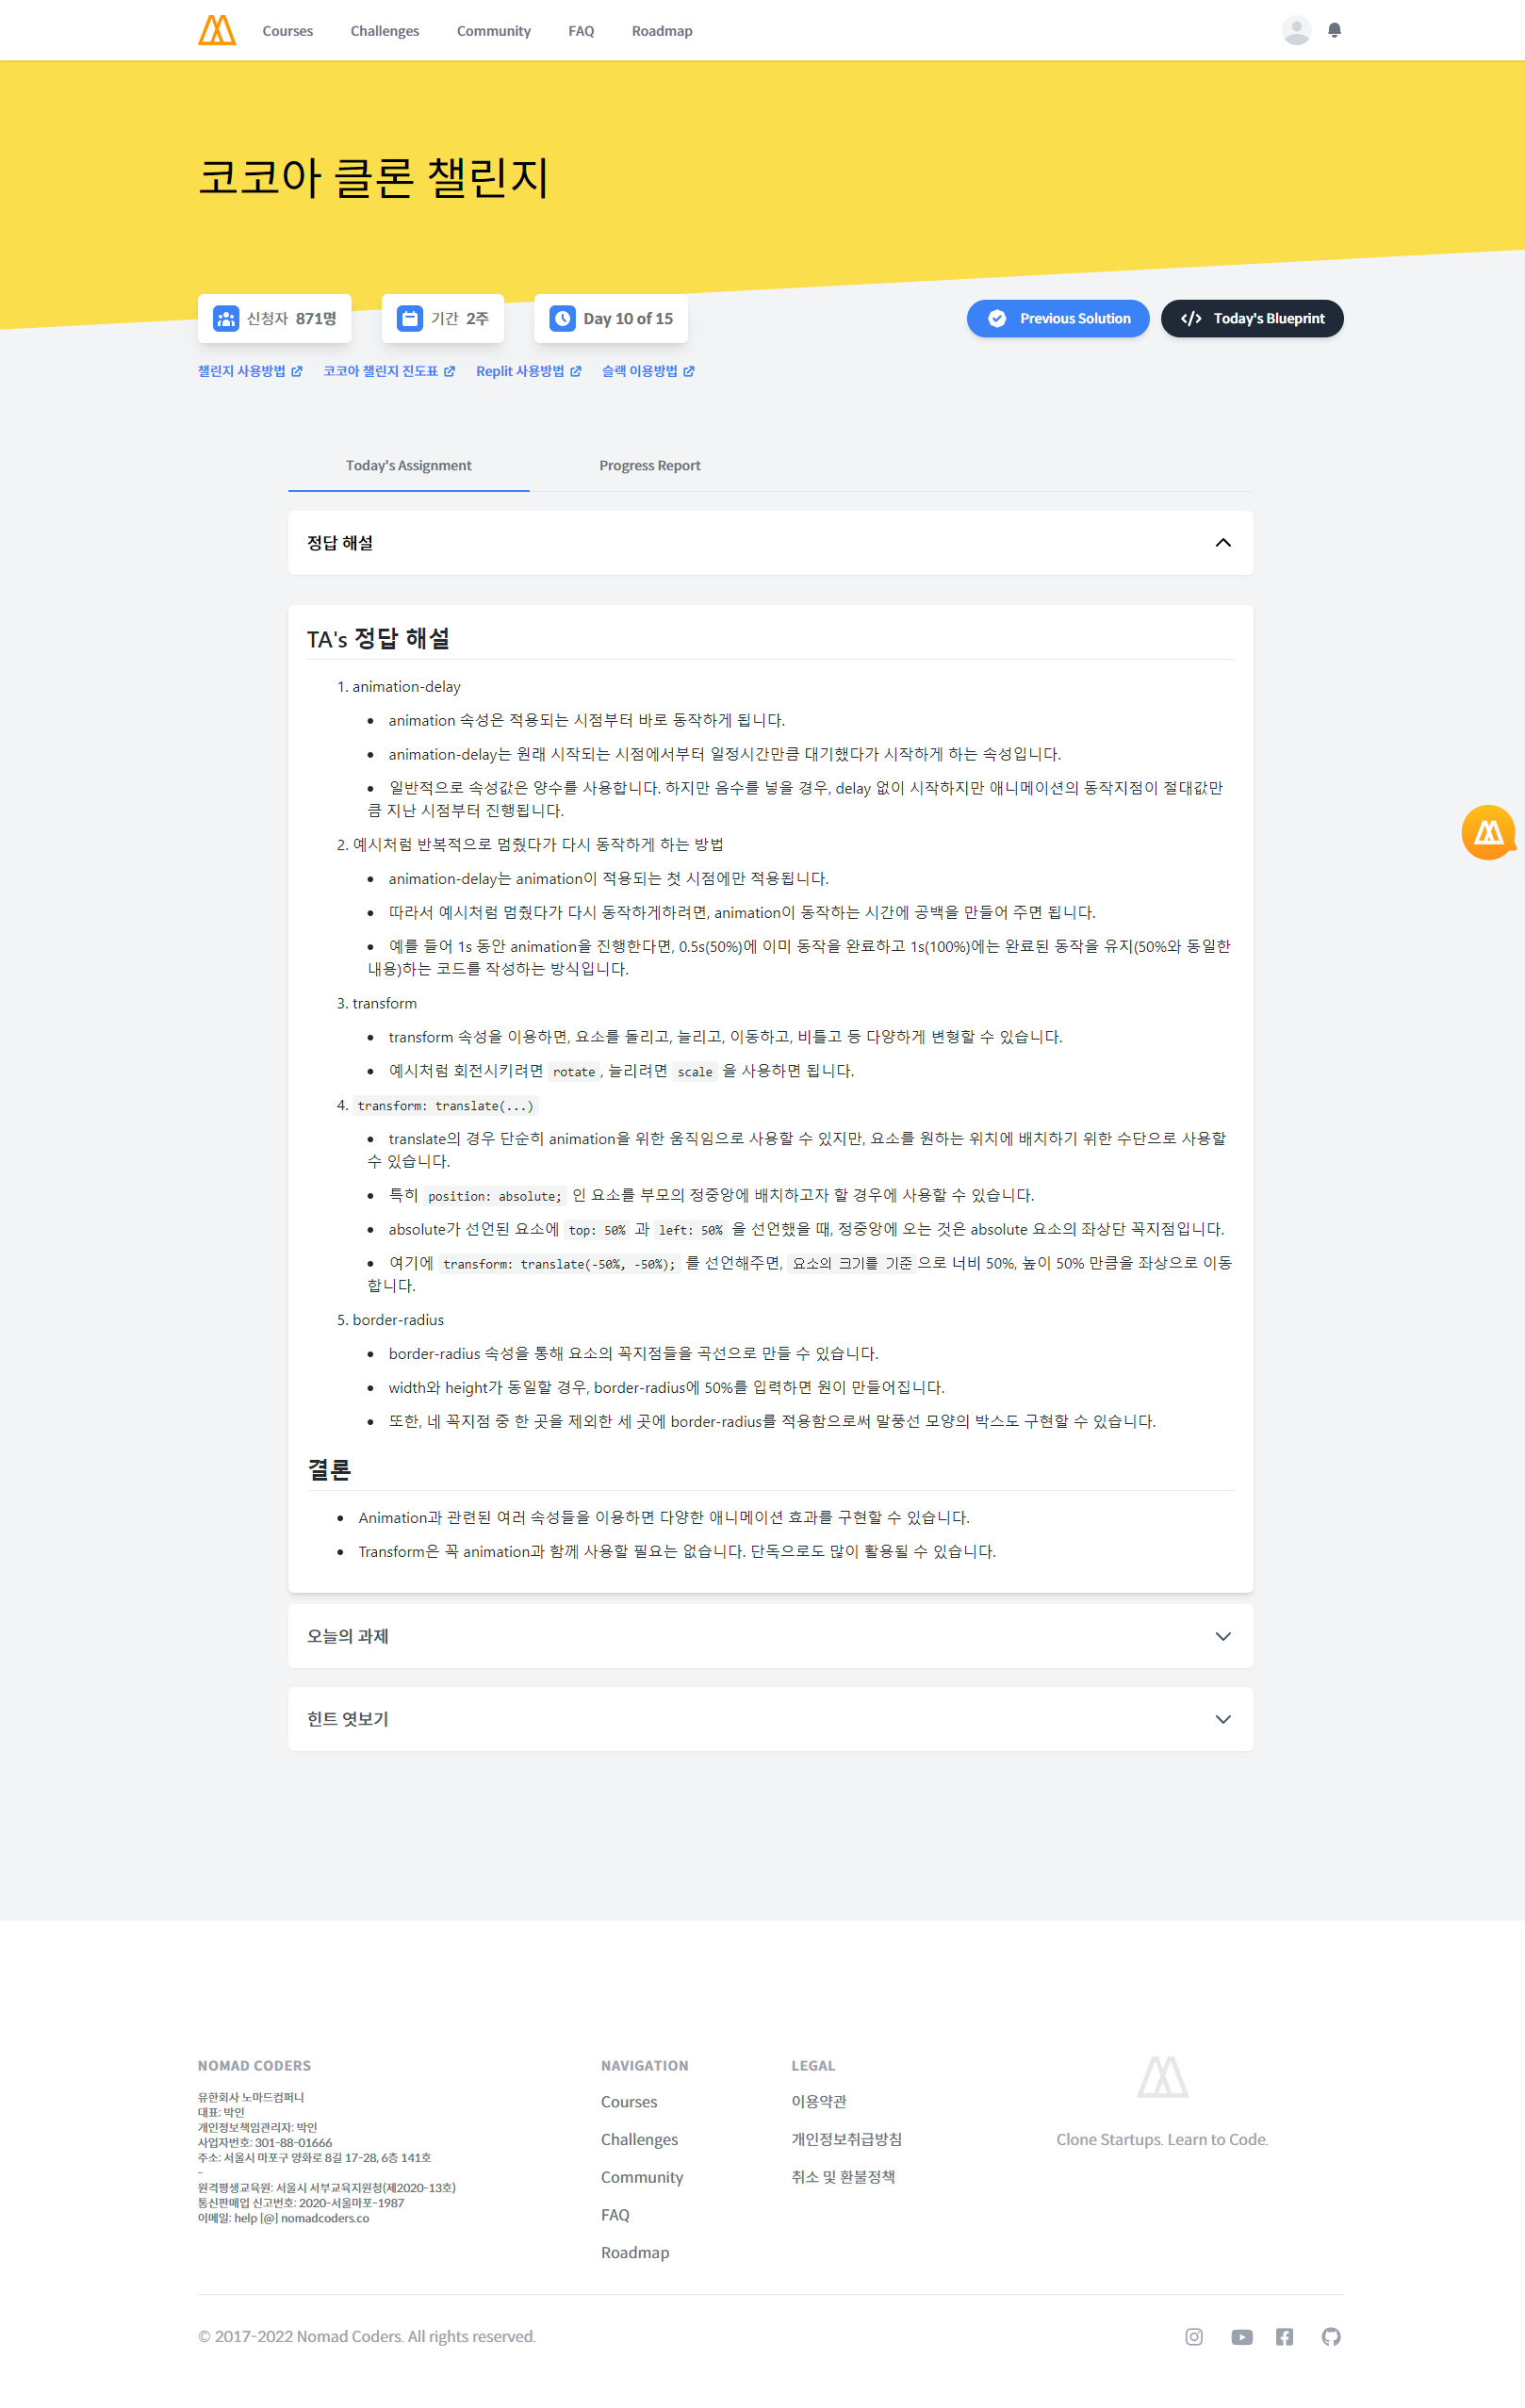 Courses Challenges Community FAQ Roadmap
코코아 클론 챌린지
신청자 871명 기간 2주 Day 10 of 15 Previous Solution Today's Blueprint
챌린지 사용방법 코코아 챌린지 진도표 Replit 사용방법 슬랙 이용방법
Today's Assignment Progress Report
정답 해설
TA's 정답 해설
1. animation-delay
• animation 속성은 적용되는 시점부터 바로 동작하게 됩니다.
• animation-delay는 원래 시작되는 시점에서부터 일정시간만큼 대기했다가 시작하게 하는 속성입니다.
• 일반적으로 속성값은 양수를 사용합니다. 하지만 음수를 넣을 경우, delay 없이 시작하지만 애니메이션의 동작지점이 절대값만
큼 지난 시점부터 진행됩니다.
2. 예시처럼 반복적으로 멈췄다가 다시 동작하게 하는 방법
• animation-delay는 animation이 적용되는 첫 시점에만 적용됩니다.
• 따라서 예시처럼 멈췄다가 다시 동작하게하려면, animation이 동작하는 시간에 공백을 만들어 주면 됩니다.
• 예를 들어 1s 동안 animation을 진행한다면, 0.5s(50%)에 이미 동작을 완료하고 1s(100%)에는 완료된 동작을 유지(50%와 동일한
내용)하는 코드를 작성하는 방식입니다.
3. transform
• transform 속성을 이용하면, 요소를 돌리고, 늘리고, 이동하고, 비틀고 등 다양하게 변형할 수 있습니다.
• 예시처럼 회전시키려면 rotate, 늘리려면 scale 을 사용하면 됩니다.
4. transform: translate(...)
• translate의 경우 단순히 animation을 위한 움직임으로 사용할 수 있지만, 요소를 원하는 위치에 배치하기 위한 수단으로 사용할
수 있습니다.
• 특히 position: absolute; 인 요소를 부모의 정중앙에 배치하고자 할 경우에 사용할 수 있습니다.
• absolute가 선언된 요소에 top: 50% 과 left: 50% 을 선언했을 때, 정중앙에 오는 것은 absolute 요소의 좌상단 꼭지점입니다.
• 여기에 transform: translate(-50%, -50%); 를 선언해주면, 요소의 크기를 기준으로 너비 50%, 높이 50% 만큼을 좌상으로 이동
합니다.
5. border-radius
• border-radius 속성을 통해 요소의 꼭지점들을 곡선으로 만들 수 있습니다.
• width와 height가 동일할 경우, border-radius에 50%를 입력하면 원이 만들어집니다.
• 또한, 네 꼭지점 중 한 곳을 제외한 세 곳에 border-radius를 적용함으로써 말풍선 모양의 박스도 구현할 수 있습니다.
결론
• Animation과 관련된 여러 속성들을 이용하면 다양한 애니메이션 효과를 구현할 수 있습니다.
• Transform은 꼭 animation과 함께 사용할 필요는 없습니다. 단독으로도 많이 활용될 수 있습니다.
오늘의 과제
힌트 엿보기
NOMAD CODERS
유한회사 노마드컴퍼니
대표: 박인
개인정보책임관리자: 박인
사업자번호: 301-88-01666
주소: 서울시 마포구 양화로 8길 17-28, 6층 141호
-
원격평생교육원: 서울시 서부교육지원청(제2020-13호)
통신판매업 신고번호: 2020-서울마포-1987
이메일: help [@] nomadcoders.co
NAVIGATION
Courses
Challenges
Community
FAQ
Roadmap
LEGAL
이용약관
개인정보취급방침
취소 및 환불정책
Clone Startups. Learn to Code.
© 2017-2022 Nomad Coders. All rights reserved.